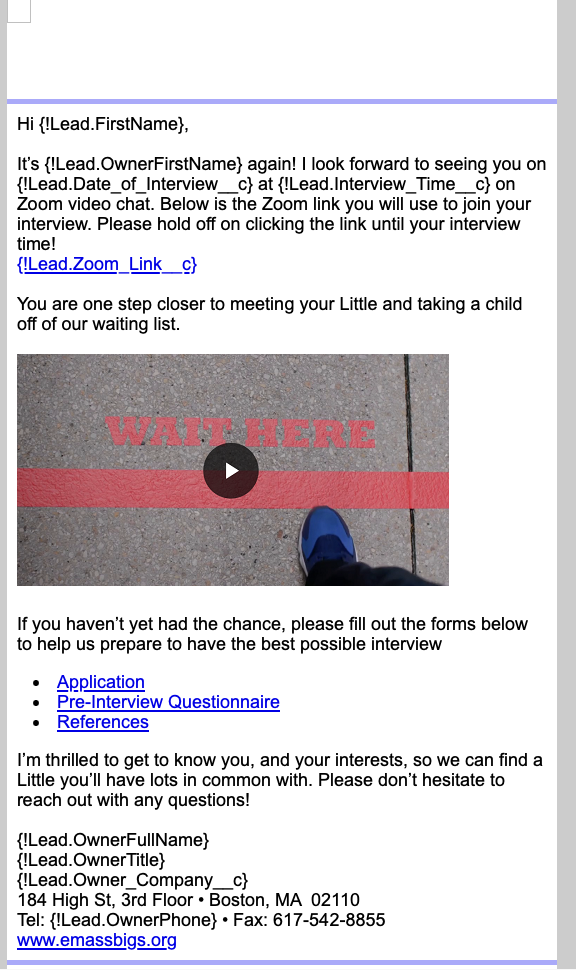 Hi {!Lead.FirstName},
It’s {!Lead.OwnerFirstName} again! I look forward to seeing you on
{!Lead.Date_of_Interview__c} at {!Lead.Interview_Time__c} on
Zoom video chat. Below is the Zoom link you will use to join your
interview. Please hold off on clicking the link until your interview
time!
{!Lead.Zoom_Link__c}
You are one step closer to meeting your Little and taking a child
off of our waiting list.
WAIT HERE
If you haven’t yet had the chance, please fill out the forms below
to help us prepare to have the best possible interview
• Application
• Pre-Interview Questionnaire
• References
I’m thrilled to get to know you, and your interests, so we can find a
Little you’ll have lots in common with. Please don’t hesitate to
reach out with any questions!
{!Lead.OwnerFullName}
{!Lead.OwnerTitle}
{!Lead.Owner_Company__c}
184 High St, 3rd Floor • Boston, MA  02110
Tel: {!Lead.OwnerPhone} • Fax: 617-542-8855
www.emassbigs.org